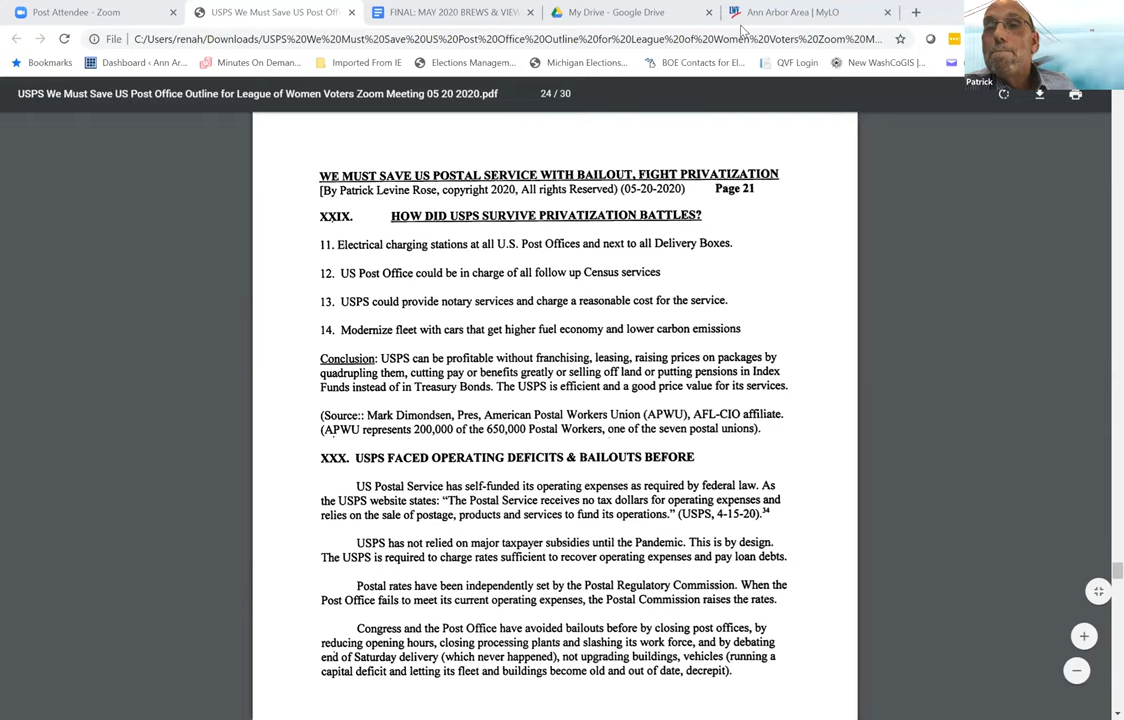 Post Attendee - Zoom
USPS We Must Save US Post Off
FINAL: MAY 2020 BREWS & VIEW
My Drive - Google Drive
Ann Arbor Area | MyLO
File
C:/Users/renah/Downloads/USPS%20We%20Must%20Save%20US%20Post%20Office%20Outline%20for%20League%20of%20Women%20Voters%20Zoom%20M...
Bookmarks
Dashboard ‹ Ann Ar...
Minutes On Demand...
Imported From IE
Elections Managem...
Michigan Elections...
BOE Contacts for El...
QVF Login
New WashCoGIS (...
Patrick
USPS We Must Save US Post Office Outline for League of Women Voters Zoom Meeting 05 20 2020.pdf
24 / 30
WE MUST SAVE US POSTAL SERVICE WITH BAILOUT, FIGHT PRIVATIZATION
[By Patrick Levine Rose, copyright 2020, All rights Reserved) (05-20-2020) Page 21
XXIX. HOW DID USPS SURVIVE PRIVATIZATION BATTLES?
11. Electrical charging stations at all U.S. Post Offices and next to all Delivery Boxes.
12. US Post Office could be in charge of all follow up Census services
13. USPS could provide notary services and charge a reasonable cost for the service.
14. Modernize fleet with cars that get higher fuel economy and lower carbon emissions
Conclusion: USPS can be profitable without franchising, leasing, raising prices on packages by
quadrupling them, cutting pay or benefits greatly or selling off land or putting pensions in Index
Funds instead of in Treasury Bonds. The USPS is efficient and a good price value for its services.
(Source:: Mark Dimondsen, Pres, American Postal Workers Union (APWU), AFL-CIO affiliate.
(APWU represents 200,000 of the 650,000 Postal Workers, one of the seven postal unions).
XXX. USPS FACED OPERATING DEFICITS & BAILOUTS BEFORE
US Postal Service has self-funded its operating expenses as required by federal law. As
the USPS website states: “The Postal Service receives no tax dollars for operating expenses and
relies on the sale of postage, products and services to fund its operations.” (USPS, 4-15-20).34
USPS has not relied on major taxpayer subsidies until the Pandemic. This is by design.
The USPS is required to charge rates sufficient to recover operating expenses and pay loan debts.
Postal rates have been independently set by the Postal Regulatory Commission. When the
Post Office fails to meet its current operating expenses, the Postal Commission raises the rates.
Congress and the Post Office have avoided bailouts before by closing post offices, by
reducing opening hours, closing processing plants and slashing its work force, and by debating
end of Saturday delivery (which never happened), not upgrading buildings, vehicles (running a
capital deficit and letting its fleet and buildings become old and out of date, decrepit).